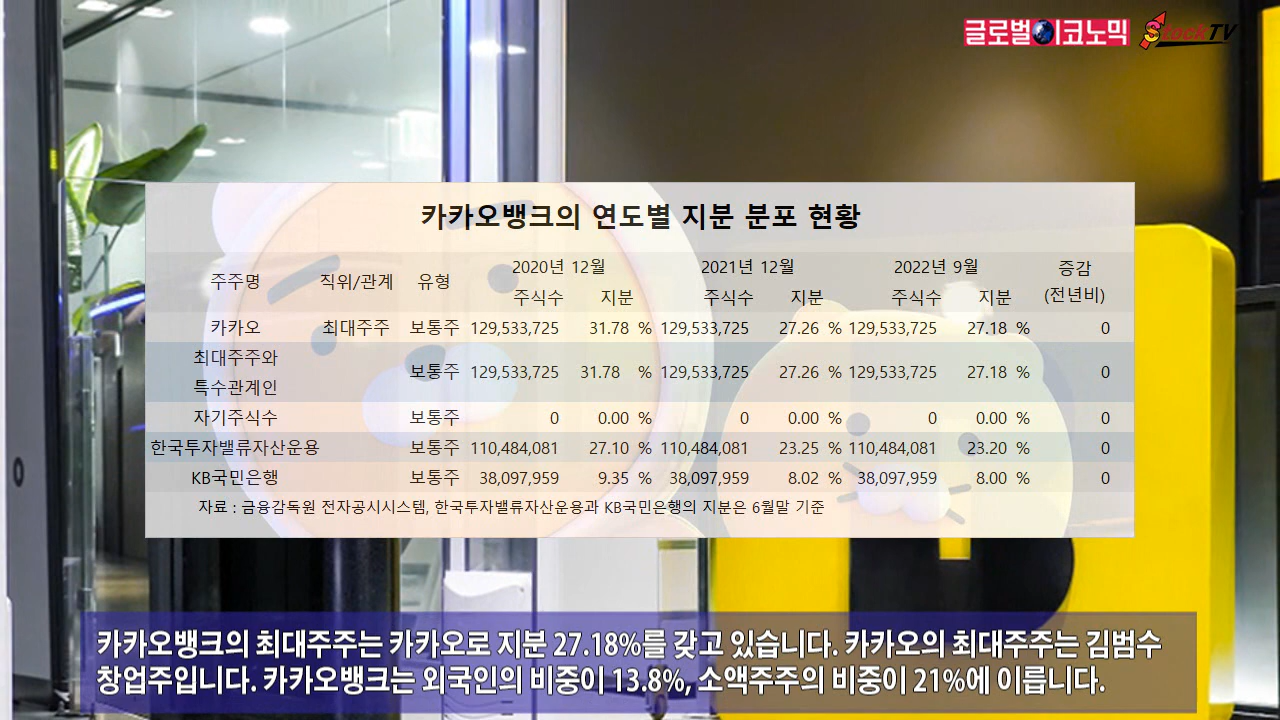 글로벌이코노믹 StockTV
카카오뱅크의 연도별 지분 분포 현황
주주명 직위/관계 유형 2020년 12월 2021년 12월 2022년 9월 증감
주식수 지분 주식수 지분 주식수 지분 (전년비)
카카오 최대주주 보통주 129,533,725 31.78 % 129,533,725 27.26 % 129,533,725 27.18 % 0
최대주주와
특수관계인 보통주 129,533,725 31.78 % 129,533,725 27.26 % 129,533,725 27.18 % 0
자기주식수 보통주 0 0.00 % 0 0.00 % 0 0.00 % 0
한국투자밸류자산운용 보통주 110,484,081 27.10 % 110,484,081 23.25 % 110,484,081 23.20 % 0
KB국민은행 보통주 38,097,959 9.35 % 38,097,959 8.02 % 38,097,959 8.00 % 0
자료 : 금융감독원 전자공시시스템, 한국투자밸류자산운용과 KB국민은행의 지분은 6월말 기준
카카오뱅크의 최대주주는 카카오로 지분 27.18%를 갖고 있습니다. 카카오의 최대주주는 김범수
창업주입니다. 카카오뱅크는 외국인의 비중이 13.8%, 소액주주의 비중이 21%에 이릅니다.